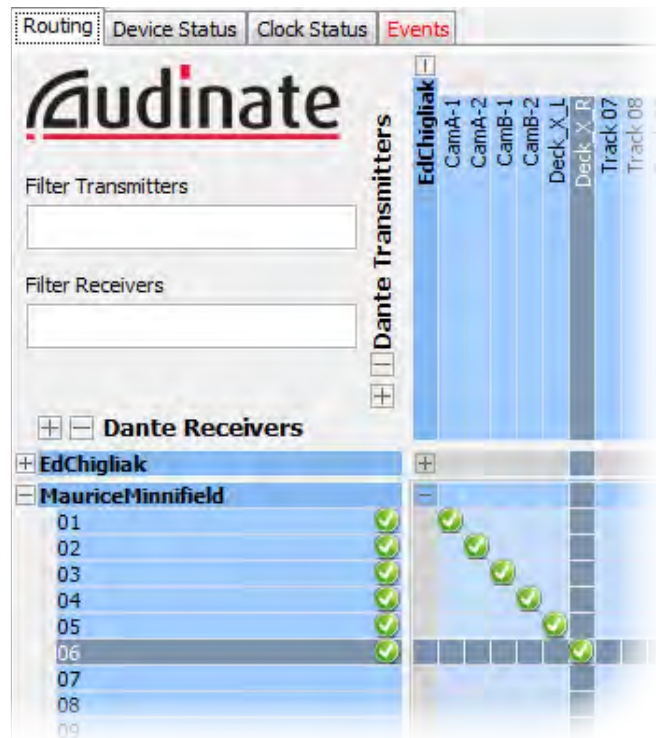 Routing Device Status Clock Status Events
Audinate
Filter Transmitters
Filter Receivers
Dante Transmitters
EdChigliak
CamA-1
CamA-2
CamB-1
CamB-2
Deck_X_L
Deck_X_R
Track 07
Track 08
Dante Receivers
EdChigliak
MauriceMinnifield
01
02
03
04
05
06
07
08
09